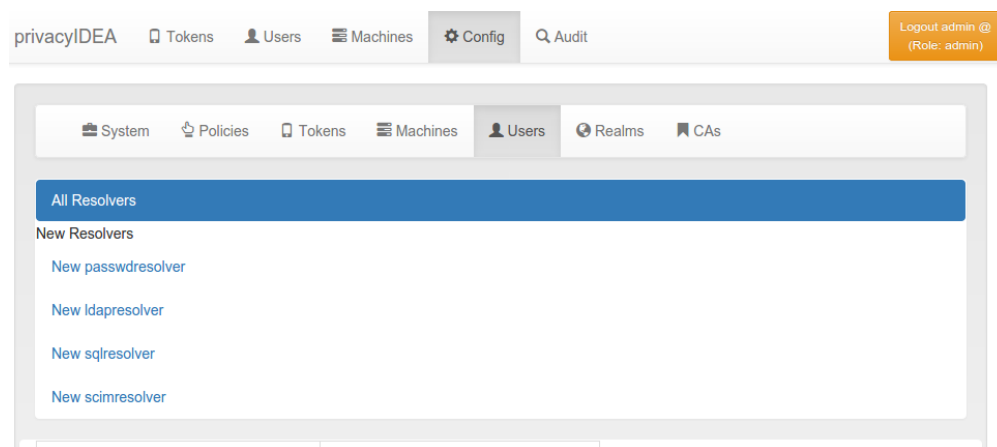 privacyIDEA Tokens Users Machines Config Audit Logout admin @
(Role: admin)
System Policies Tokens Machines Users Realms CAs
All Resolvers
New Resolvers
New passwdresolver
New ldapresolver
New sqlresolver
New scimresolver